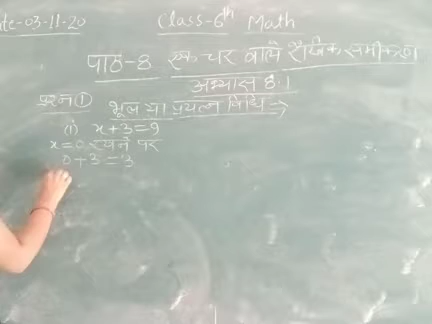 Date-03-11-20 Class-6th Math
पाठ-8 एक चर वाले रैखिक समीकरण
अभ्यास 8.1
प्रश्न ① भूल या प्रयत्न विधि →
(i) x+3=9
x=0 रखने पर
0+3=3